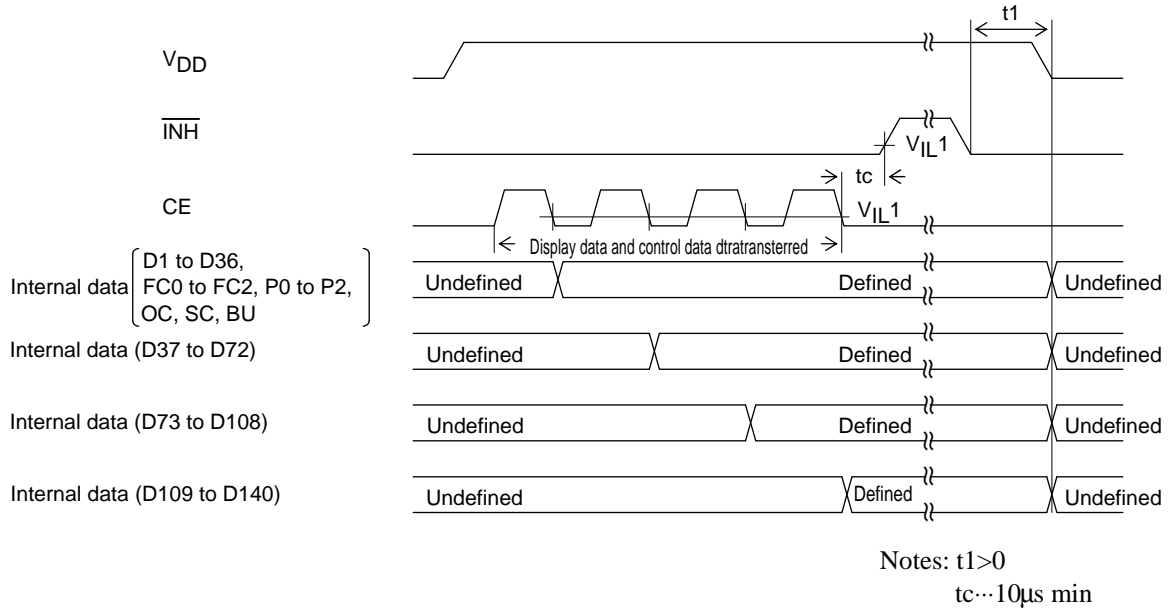 t1
VDD
INH
VIL1
tc
CE
VIL1
Display data and control data dtratransterred
Internal data
D1 to D36,
FC0 to FC2, P0 to P2,
OC, SC, BU
Undefined
Defined
Undefined
Internal data (D37 to D72)
Undefined
Defined
Undefined
Internal data (D73 to D108)
Undefined
Defined
Undefined
Internal data (D109 to D140)
Undefined
Defined
Undefined
Notes: t1>0
tc···10μs min